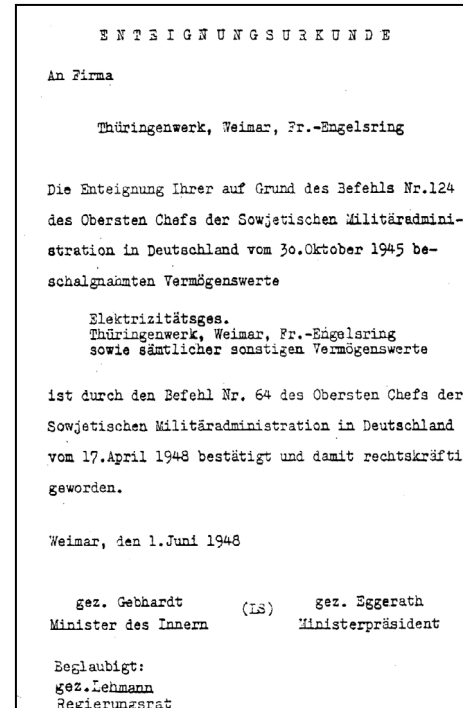 ENTEIGNUNGSURKUNDE
An Firma
Thüringenwerk, Weimar, Fr.-Engelsring
Die Enteignung Ihrer auf Grund des Befehls Nr.124
des Obersten Chefs der Sowjetischen Militäradmini-
stration in Deutschland vom 30.Oktober 1945 be-
schalgnahmten Vermögenswerte
Elektrizitätsges.
Thüringenwerk, Weimar, Fr.-Engelsring
sowie sämtlicher sonstigen Vermögenswerte
ist durch den Befehl Nr. 64 des Obersten Chefs der
Sowjetischen Militäradministration in Deutschland
vom 17.April 1948 bestätigt und damit rechtskräfti
geworden.
Weimar, den 1.Juni 1948
gez. Gebhardt (LS) gez. Eggerath
Minister des Innern Ministerpräsident
Beglaubigt:
gez.Lehmann
Regierungsrat